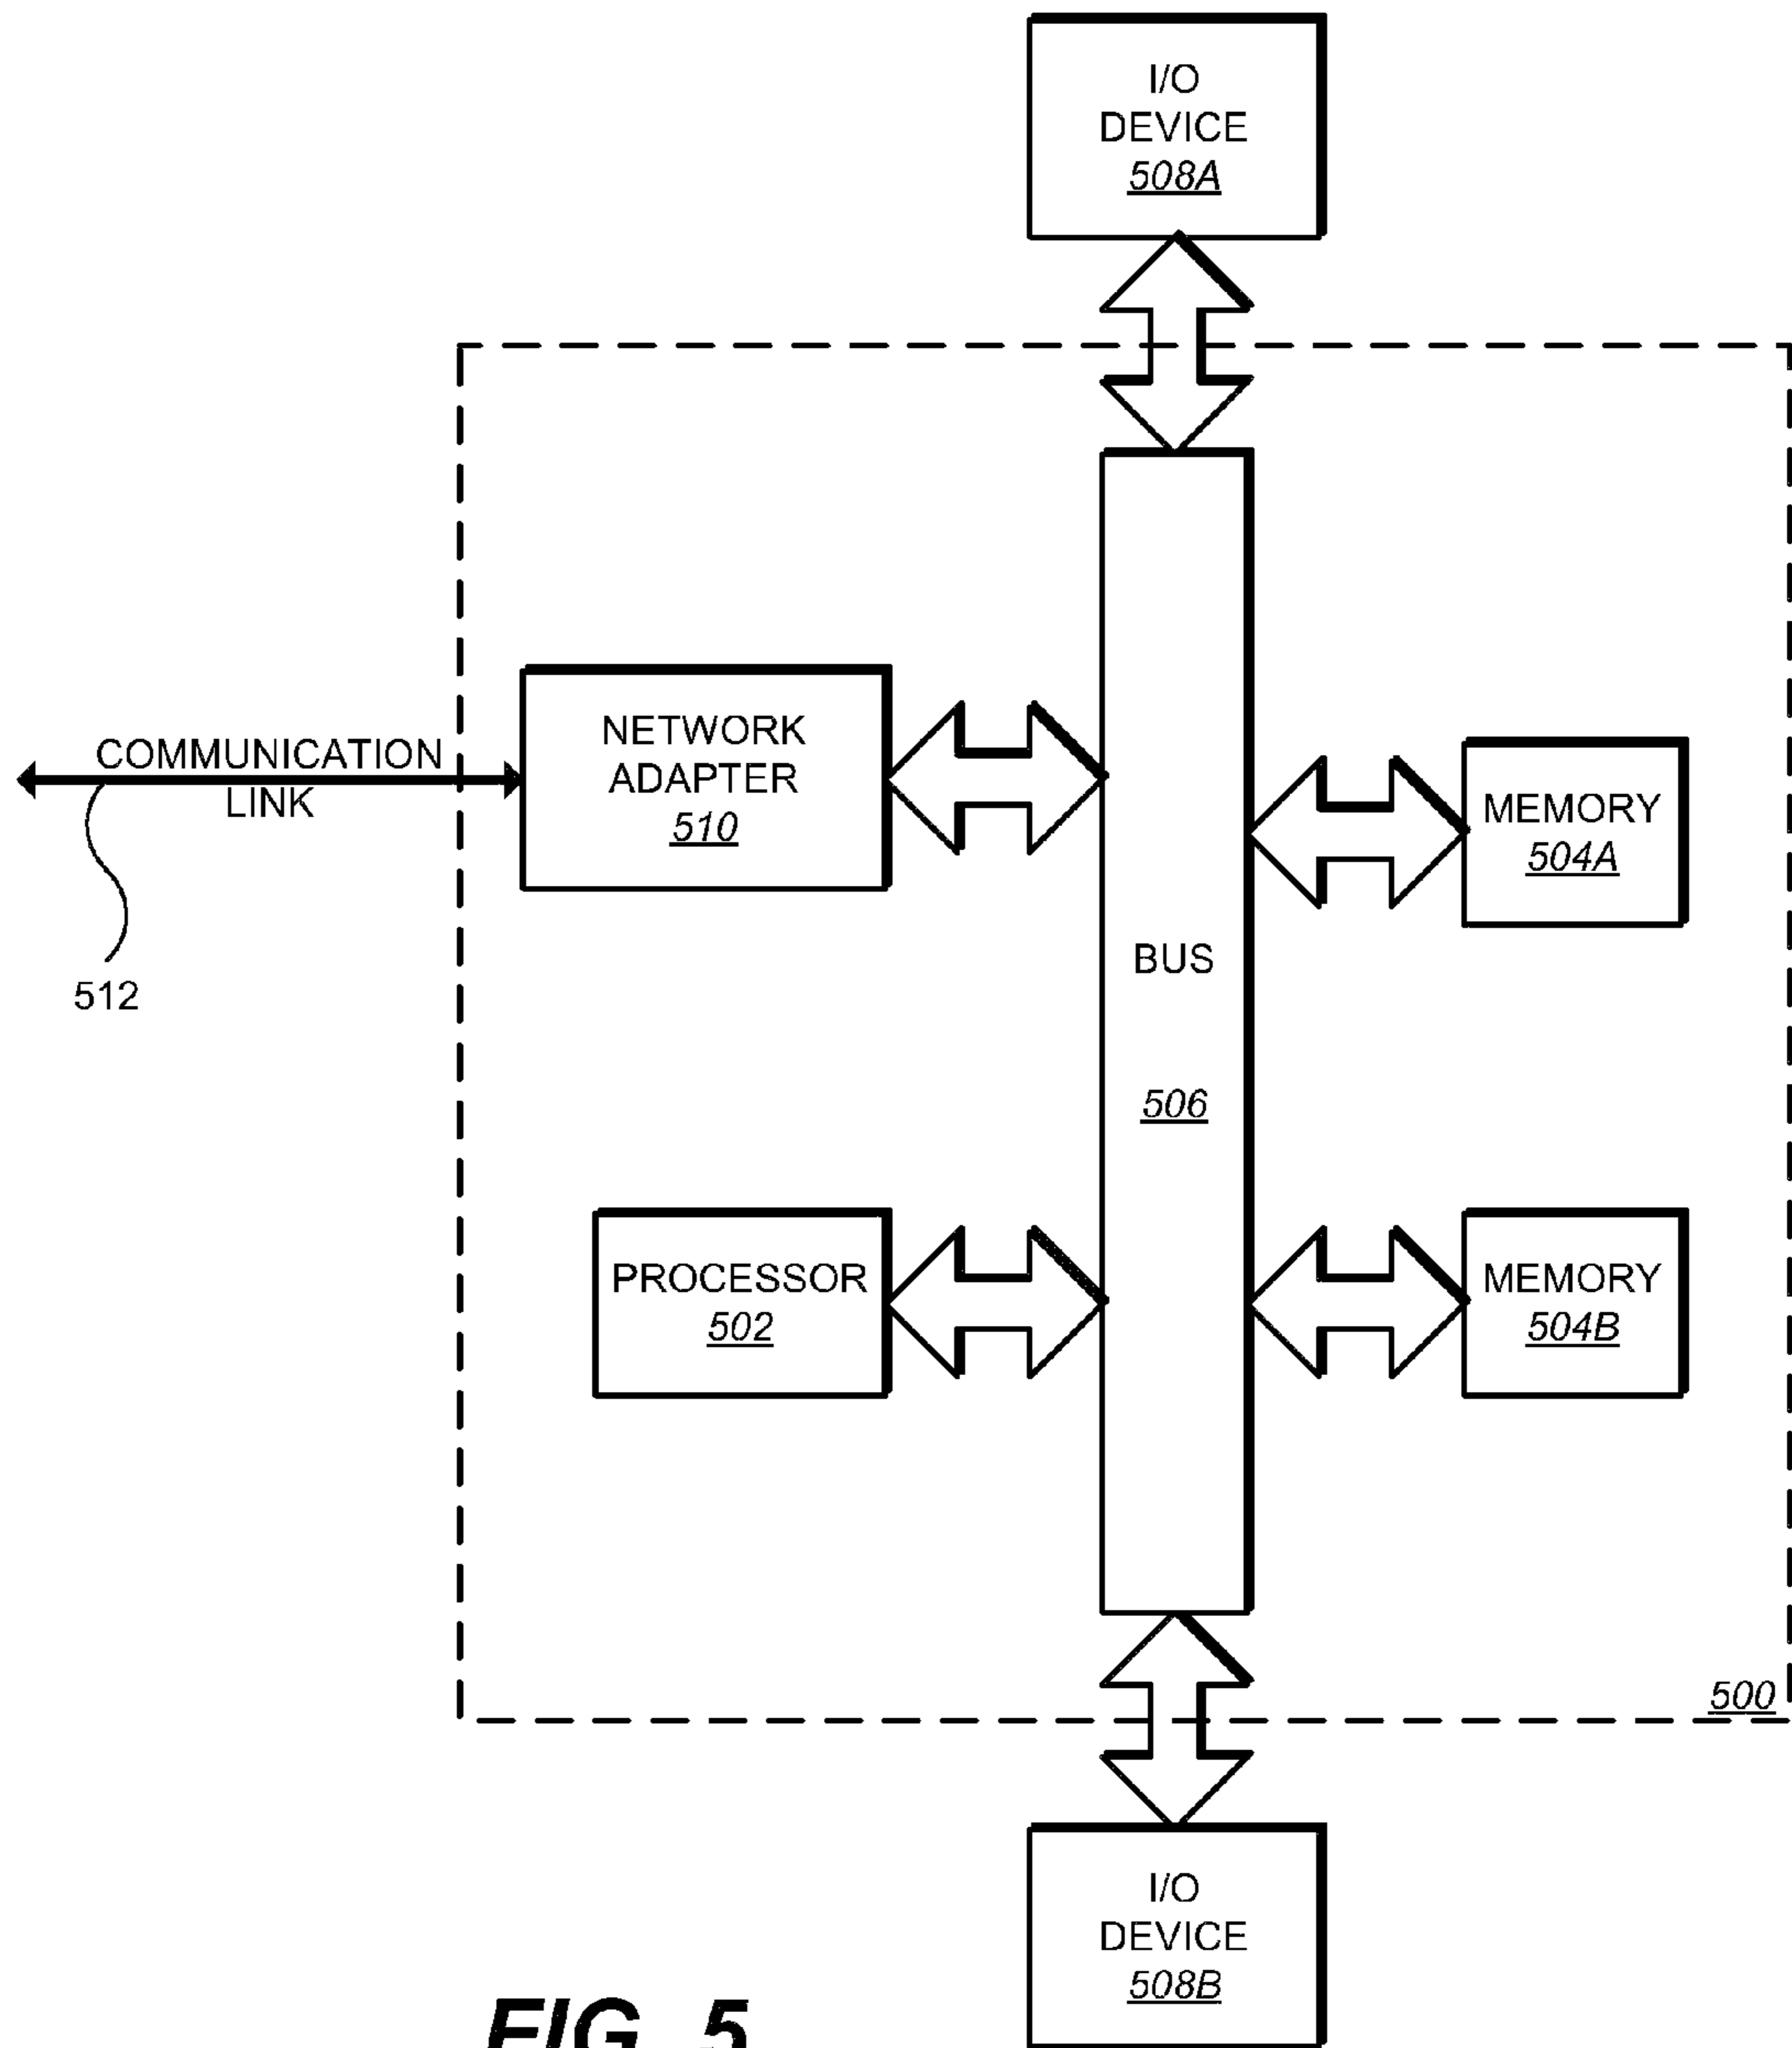 I/O
DEVICE
508A
COMMUNICATION
LINK
512
NETWORK
ADAPTER
510
MEMORY
504A
BUS
506
PROCESSOR
502
MEMORY
504B
500
I/O
DEVICE
508B
FIG. 5